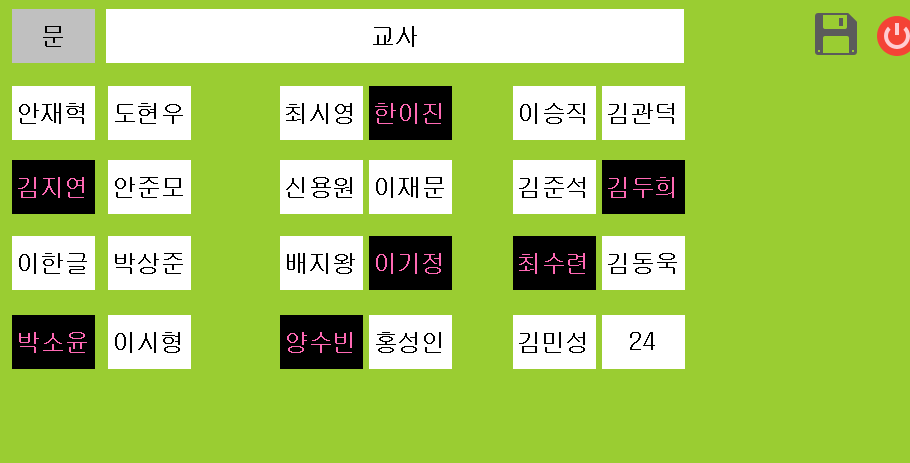 문 교사
안재혁 도현우 최시영 한이진 이승직 김관덕
김지연 안준모 신용원 이재문 김준석 김두희
이한글 박상준 배지왕 이기정 최수련 김동욱
박소윤 이시형 양수빈 홍성인 김민성 24